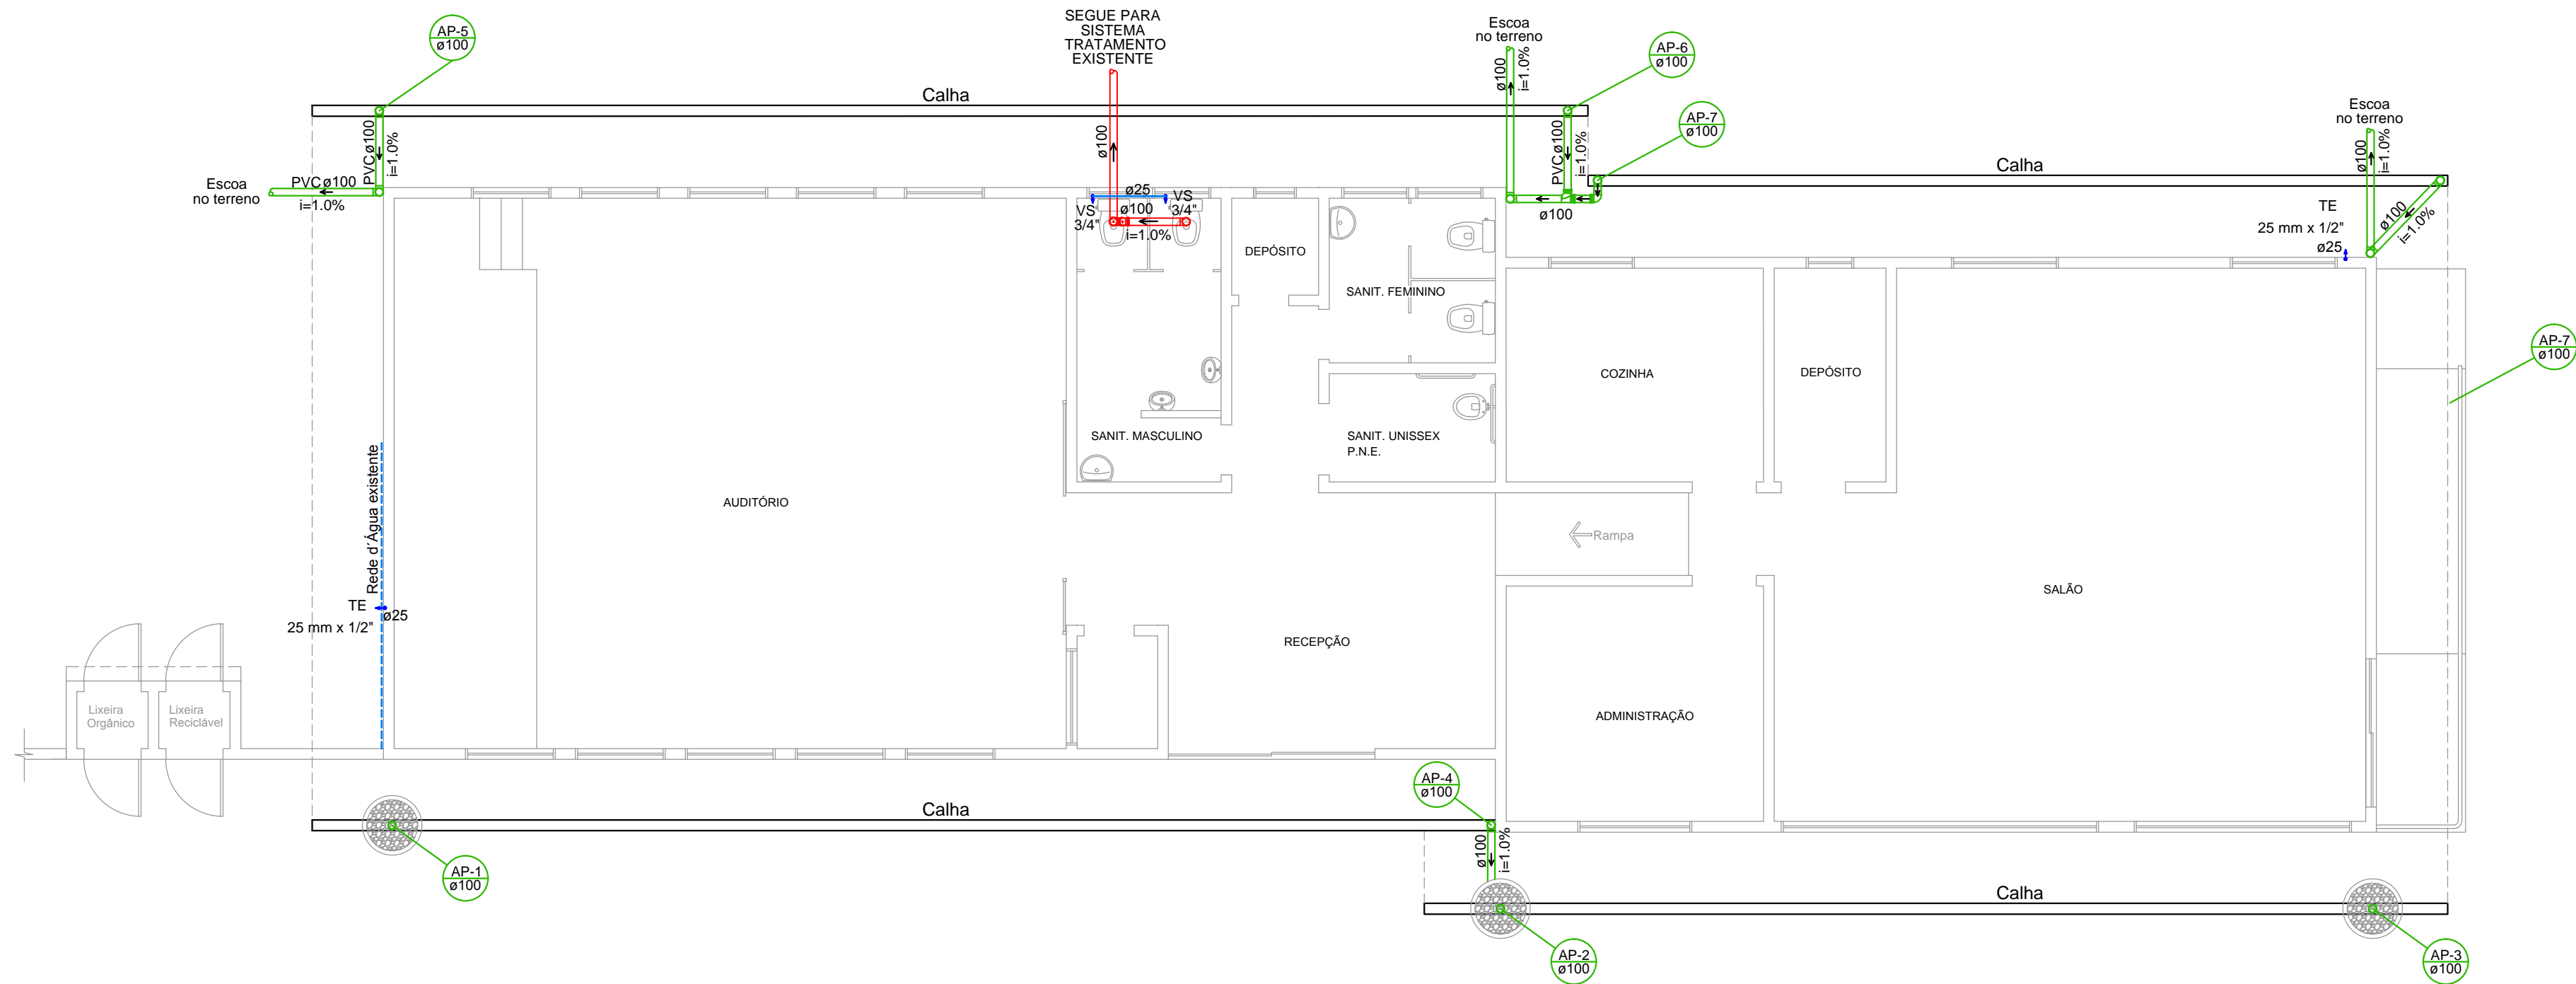 SEGUE PARA
SISTEMA
TRATAMENTO
EXISTENTE
AP-5
ø100
Escoa
no terreno
ø100
i=1.0%
AP-6
ø100
Calha
AP-7
ø100
Escoa
no terreno
ø100
i=1.0%
PVCø100
i=1.0%
ø100
PVCø100
i=1.0%
Calha
Escoa
no terreno
PVCø100
i=1.0%
ø25
VS
3/4"
VS
3/4"
ø100
i=1.0%
ø100
ø100
i=1.0%
TE
25 mm x 1/2"
ø25
DEPÓSITO
SANIT. FEMININO
AP-7
ø100
COZINHA
DEPÓSITO
SANIT. MASCULINO
SANIT. UNISSEX
P.N.E.
AUDITÓRIO
Rede d´Água existente
Rampa
SALÃO
TE
25 mm x 1/2"
ø25
RECEPÇÃO
Lixeira
Orgânico
Lixeira
Reciclável
ADMINISTRAÇÃO
AP-4
ø100
Calha
ø100
i=1.0%
AP-1
ø100
Calha
AP-2
ø100
AP-3
ø100